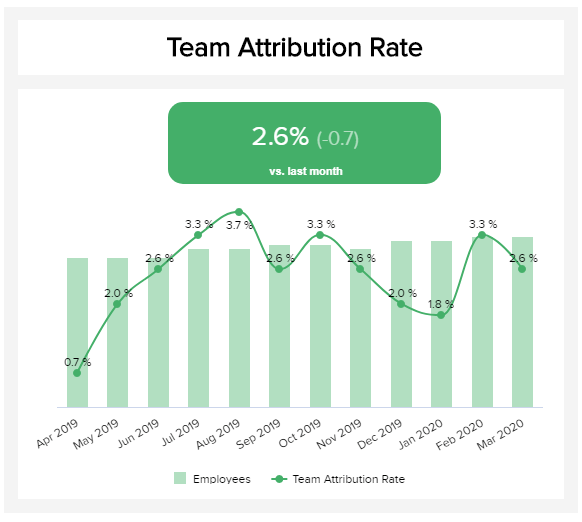 Team Attribution Rate
2.6% (-0.7)
vs. last month
3.3 % 3.7 % 3.3 % 3.3 %
2.6 % 2.6 % 2.6 % 2.6 %
2.0 % 2.0 % 1.8 %
0.7 %
Apr 2019 May 2019 Jun 2019 Jul 2019 Aug 2019 Sep 2019 Oct 2019 Nov 2019 Dec 2019 Jan 2020 Feb 2020 Mar 2020
Employees Team Attribution Rate